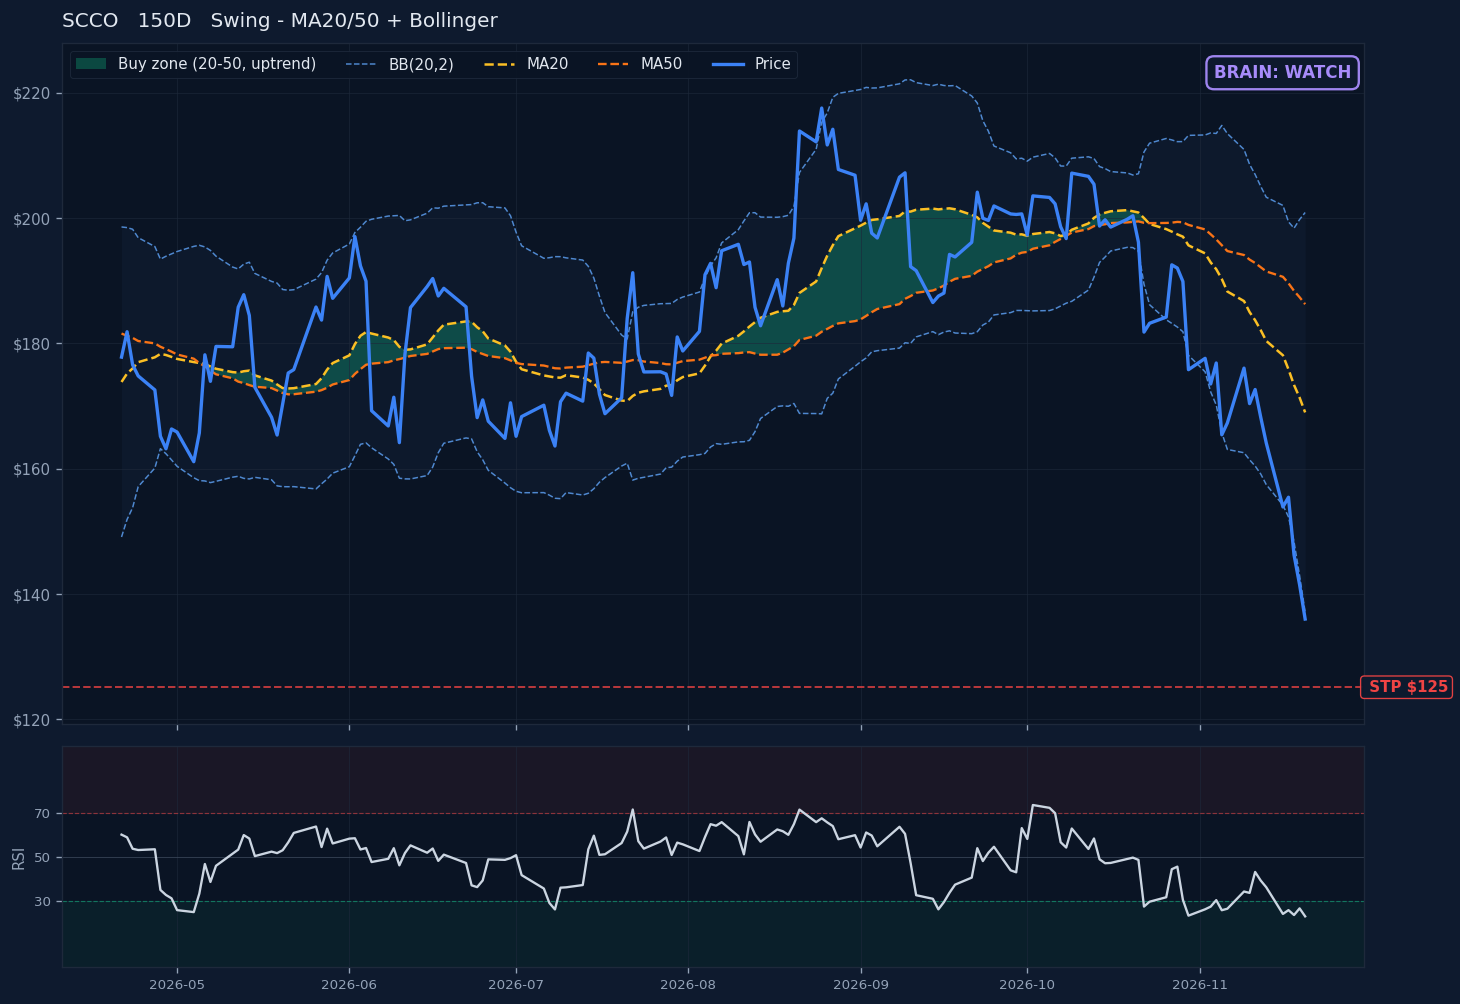 SCCO   150D   Swing - MA20/50 + Bollinger
Buy zone (20-50, uptrend)   BB(20,2)   MA20   MA50   Price
BRAIN: WATCH
$220
$200
$180
$160
$140
$120
STP $125
RSI
70
50
30
2026-05   2026-06   2026-07   2026-08   2026-09   2026-10   2026-11